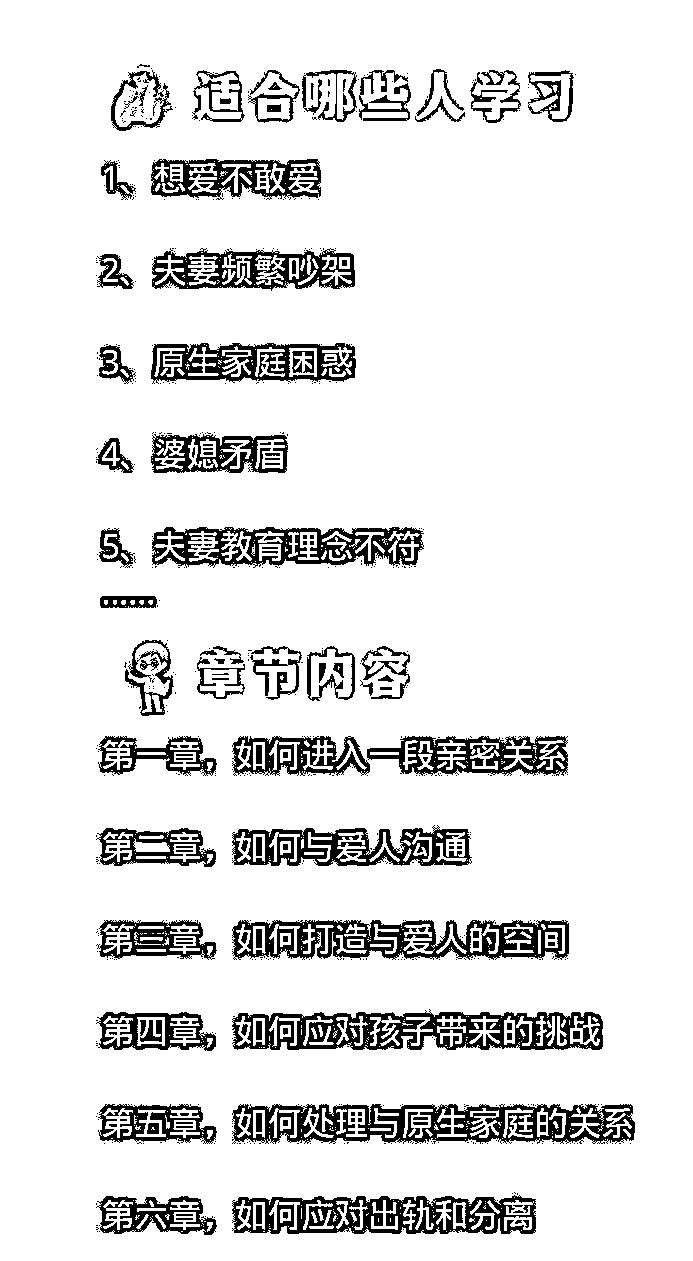 适合哪些人学习
1、想爱不敢爱
2、夫妻频繁吵架
3、原生家庭困惑
4、婆媳矛盾
5、夫妻教育理念不符
......
章节内容
第一章，如何进入一段亲密关系
第二章，如何与爱人沟通
第三章，如何打造与爱人的空间
第四章，如何应对孩子带来的挑战
第五章，如何处理与原生家庭的关系
第六章，如何应对出轨和分离